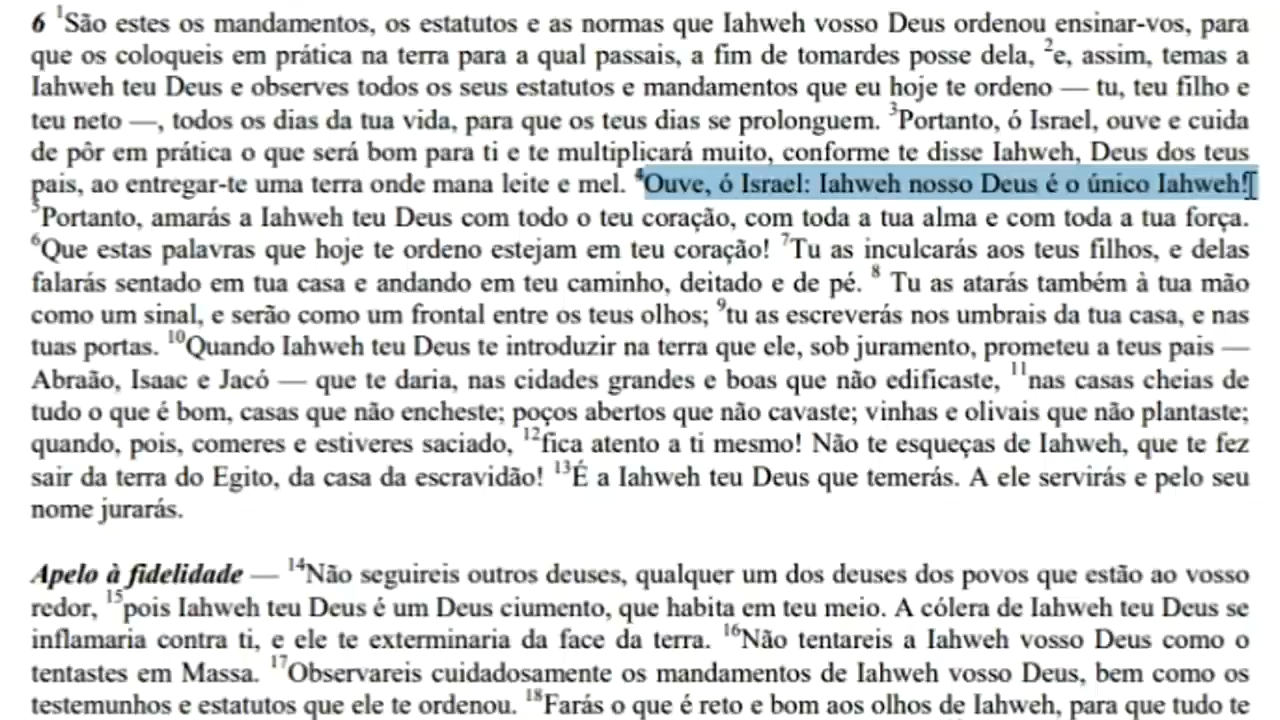 6 ¹São estes os mandamentos, os estatutos e as normas que Iahweh vosso Deus ordenou ensinar-vos, para
que os coloqueis em prática na terra para a qual passais, a fim de tomardes posse dela, ²e, assim, temas a
Iahweh teu Deus e observes todos os seus estatutos e mandamentos que eu hoje te ordeno — tu, teu filho e
teu neto —, todos os dias da tua vida, para que os teus dias se prolonguem. ³Portanto, ó Israel, ouve e cuida
de pôr em prática o que será bom para ti e te multiplicará muito, conforme te disse Iahweh, Deus dos teus
pais, ao entregar-te uma terra onde mana leite e mel. ⁴Ouve, ó Israel: Iahweh nosso Deus é o único Iahweh!
⁵Portanto, amarás a Iahweh teu Deus com todo o teu coração, com toda a tua alma e com toda a tua força.
⁶Que estas palavras que hoje te ordeno estejam em teu coração! ⁷Tu as inculcarás aos teus filhos, e delas
falarás sentado em tua casa e andando em teu caminho, deitado e de pé. ⁸ Tu as atarás também à tua mão
como um sinal, e serão como um frontal entre os teus olhos; ⁹tu as escreverás nos umbrais da tua casa, e nas
tuas portas. ¹⁰Quando Iahweh teu Deus te introduzir na terra que ele, sob juramento, prometeu a teus pais —
Abraão, Isaac e Jacó — que te daria, nas cidades grandes e boas que não edificaste, ¹¹nas casas cheias de
tudo o que é bom, casas que não encheste; poços abertos que não cavaste; vinhas e olivais que não plantaste;
quando, pois, comeres e estiveres saciado, ¹²fica atento a ti mesmo! Não te esqueças de Iahweh, que te fez
sair da terra do Egito, da casa da escravidão! ¹³É a Iahweh teu Deus que temerás. A ele servirás e pelo seu
nome jurarás.
Apelo à fidelidade — ¹⁴Não seguireis outros deuses, qualquer um dos deuses dos povos que estão ao vosso
redor, ¹⁵pois Iahweh teu Deus é um Deus ciumento, que habita em teu meio. A cólera de Iahweh teu Deus se
inflamaria contra ti, e ele te exterminaria da face da terra. ¹⁶Não tentareis a Iahweh vosso Deus como o
tentastes em Massa. ¹⁷Observareis cuidadosamente os mandamentos de Iahweh vosso Deus, bem como os
testemunhos e estatutos que ele te ordenou. ¹⁸Farás o que é reto e bom aos olhos de Iahweh, para que tudo te